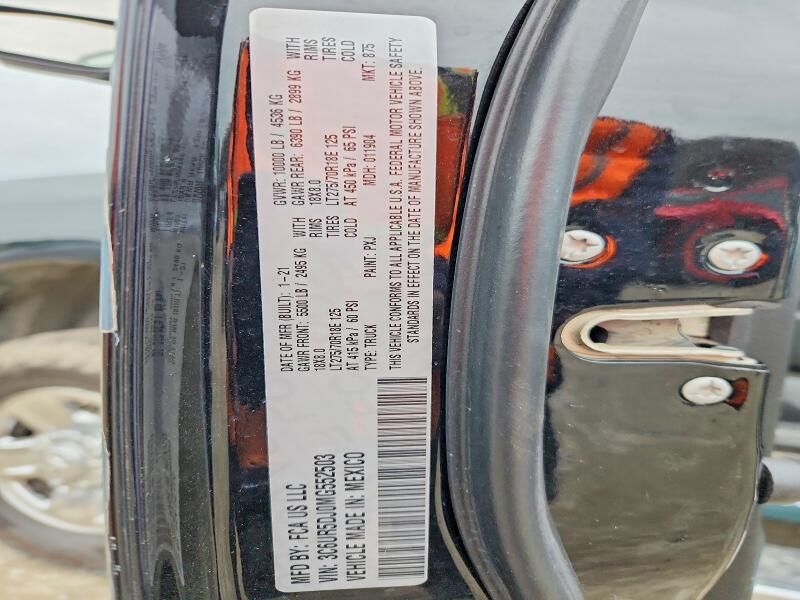 MFD BY: FCA US LLC
DATE OF MFR (BUILT): 1-21
GVWR: 10000 LB / 4536 KG
GAWR FRONT: 5500 LB / 2495 KG WITH
GAWR REAR: 6390 LB / 2899 KG WITH
18X8.0 RIMS
18X8.0 RIMS
LT275/70R18E 125 TIRES
LT275/70R18E 125 TIRES
AT 415 kPa / 60 PSI COLD
AT 450 kPa / 65 PSI COLD
VIN: 3C6UR5DJ0MG552503
TYPE: TRUCK
PAINT: PXJ
MDH: 011904
MKT: 875
VEHICLE MADE IN: MEXICO
THIS VEHICLE CONFORMS TO ALL APPLICABLE U.S.A. FEDERAL MOTOR VEHICLE SAFETY
STANDARDS IN EFFECT ON THE DATE OF MANUFACTURE SHOWN ABOVE.